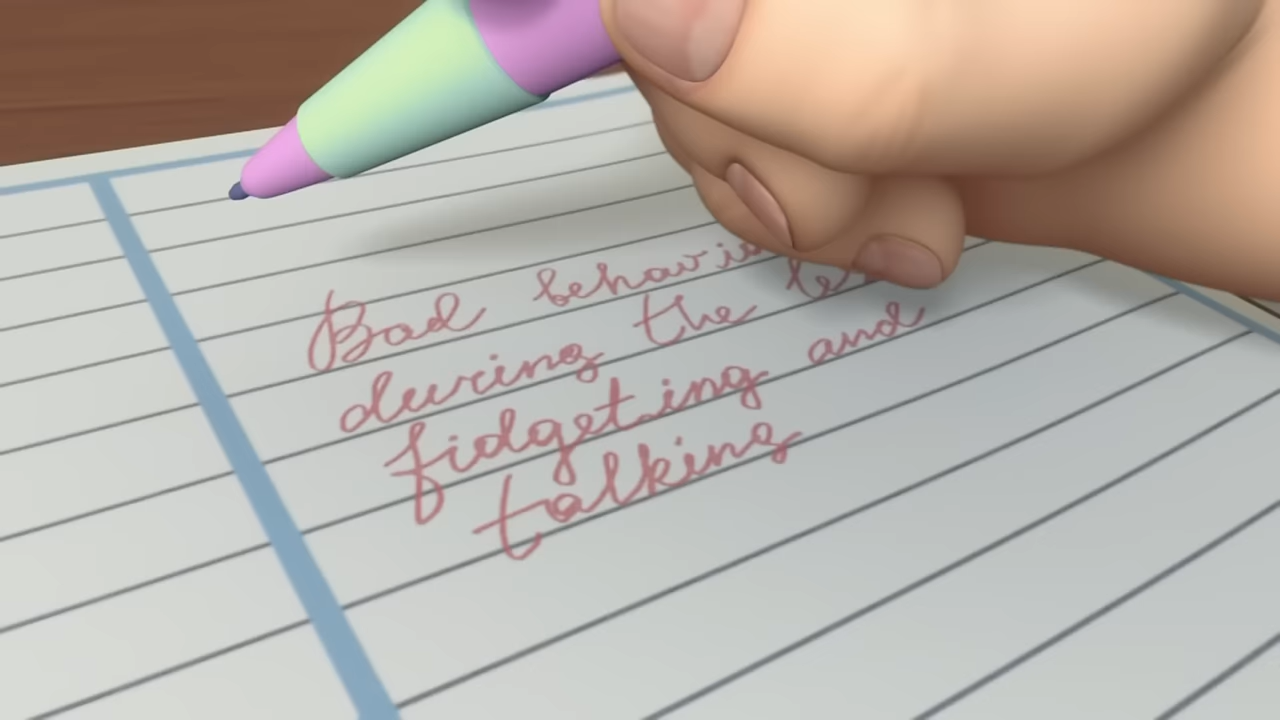 Bad
during the
fidgeting and
talking